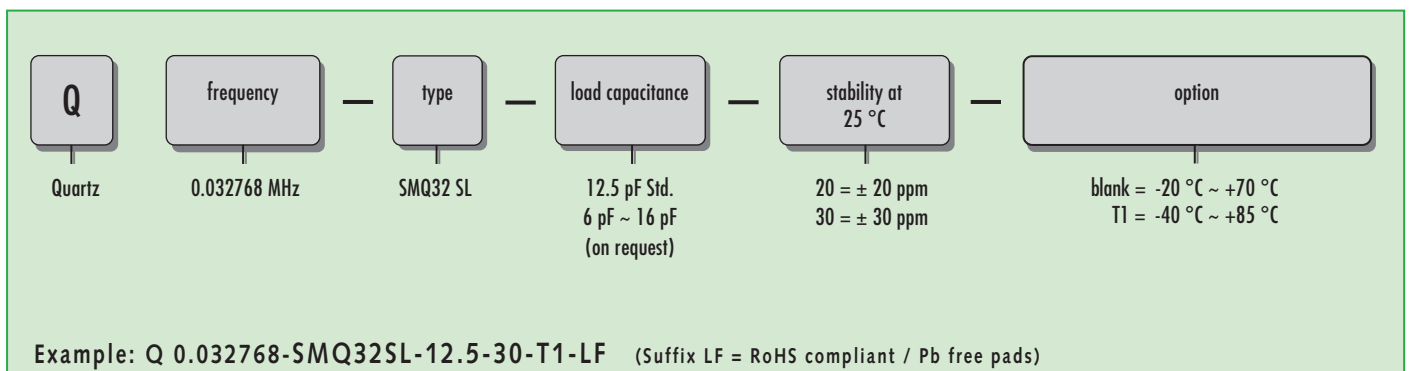 Q
frequency
—
type
—
load capacitance
—
stability at
25 °C
—
option
Quartz
0.032768 MHz
SMQ32 SL
12.5 pF Std.
6 pF ~ 16 pF
(on request)
20 = ± 20 ppm
30 = ± 30 ppm
blank = -20 °C ~ +70 °C
T1 = -40 °C ~ +85 °C
Example: Q 0.032768-SMQ32SL-12.5-30-T1-LF (Suffix LF = RoHS compliant / Pb free pads)